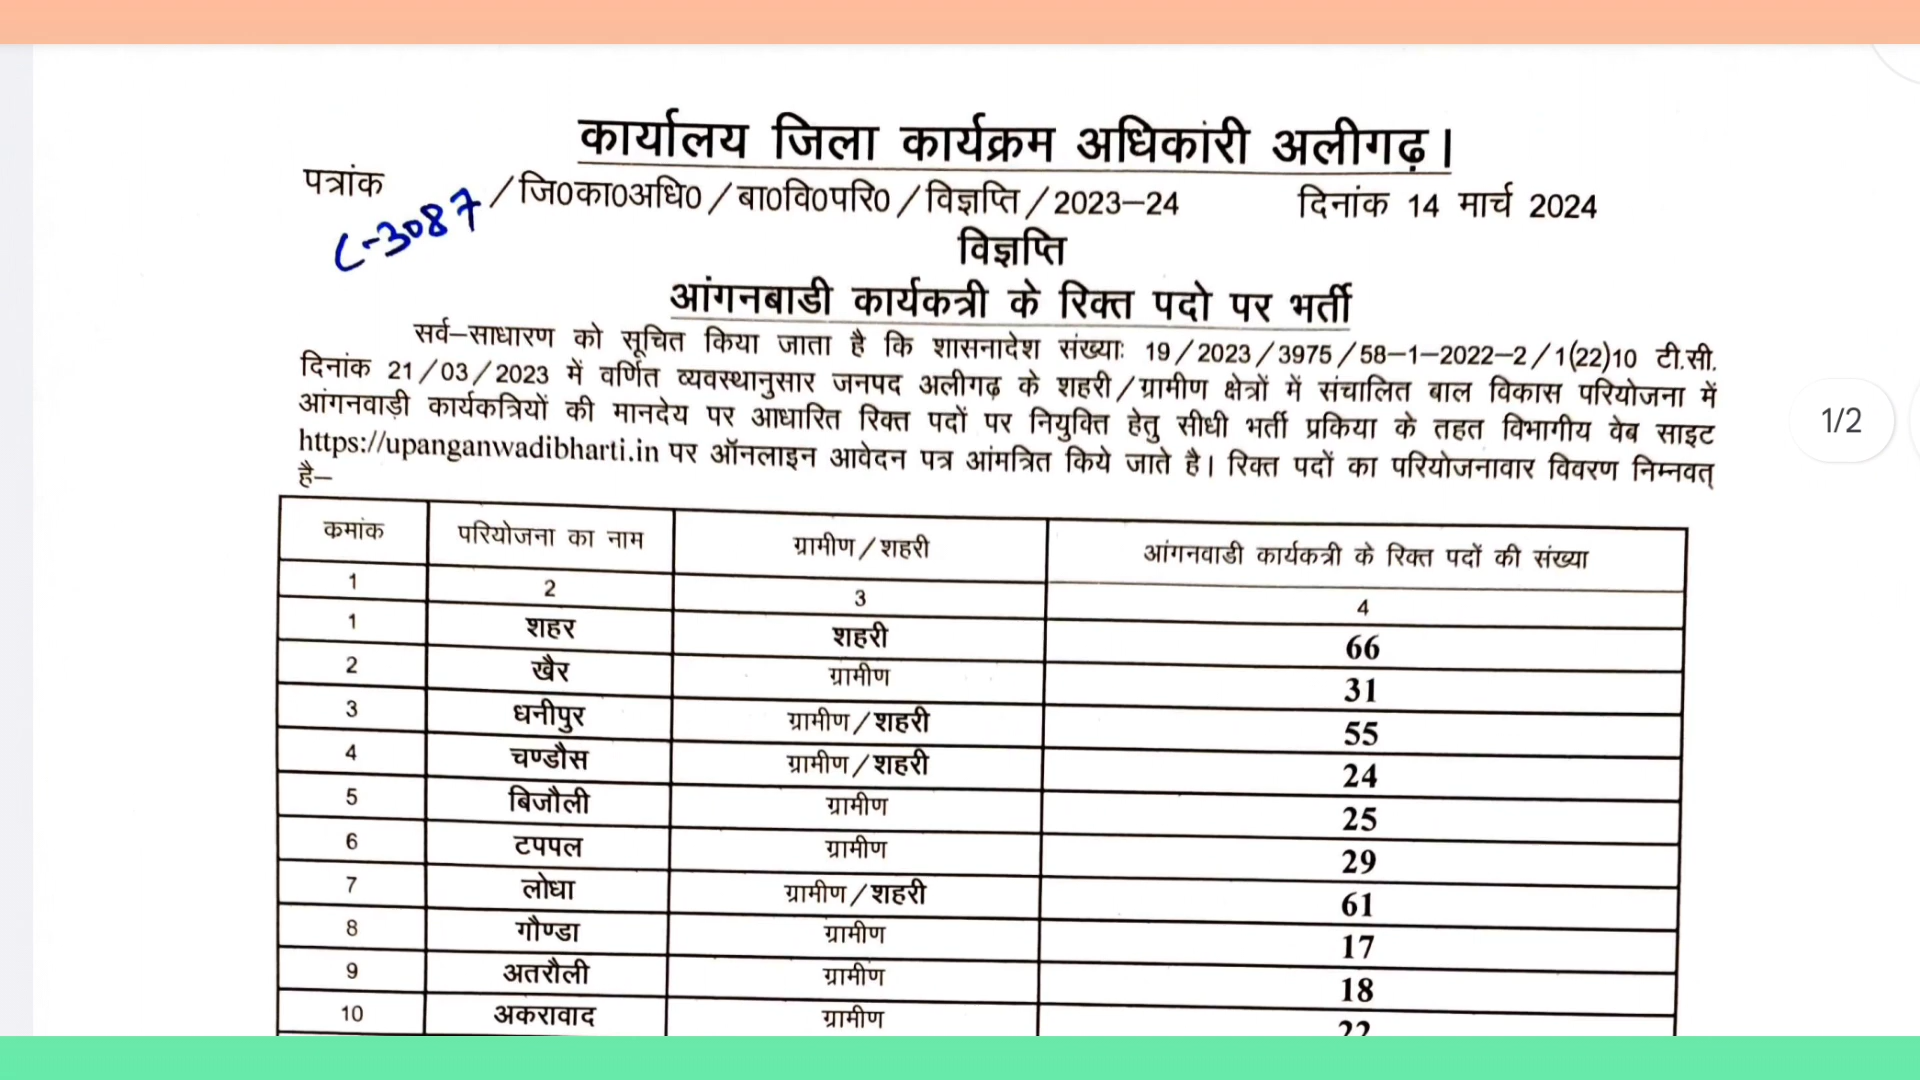 कार्यालय जिला कार्यक्रम अधिकांरी अलीगढ़।
पत्रांक C-3087 /जि0का0अधि0/बा0वि0परि0/विज्ञप्ति/2023-24 दिनांक 14 मार्च 2024
विज्ञप्ति
आंगनबाडी कार्यकत्री के रिक्त पदो पर भर्ती
सर्व-साधारण को सूचित किया जाता है कि शासनादेश संख्याः 19/2023/3975/58-1-2022-2/1(22)10 टी.सी.
दिनांक 21/03/2023 में वर्णित व्यवस्थानुसार जनपद अलीगढ़ के शहरी/ग्रामीण क्षेत्रों में संचालित बाल विकास परियोजना में
आंगनवाड़ी कार्यकत्रियों की मानदेय पर आधारित रिक्त पदों पर नियुक्ति हेतु सीधी भर्ती प्रकिया के तहत विभागीय वेब साइट
https://upanganwadibharti.in पर ऑनलाइन आवेदन पत्र आंमत्रित किये जाते है। रिक्त पदों का परियोजनावार विवरण निम्नवत्
है-
1/2
कमांक परियोजना का नाम ग्रामीण/शहरी आंगनवाडी कार्यकत्री के रिक्त पदों की संख्या
1 2 3 4
1 शहर शहरी 66
2 खैर ग्रामीण 31
3 धनीपुर ग्रामीण/शहरी 55
4 चण्डौस ग्रामीण/शहरी 24
5 बिजौली ग्रामीण 25
6 टपपल ग्रामीण 29
7 लोधा ग्रामीण/शहरी 61
8 गौण्डा ग्रामीण 17
9 अतरौली ग्रामीण 18
10 अकरावाद ग्रामीण 22